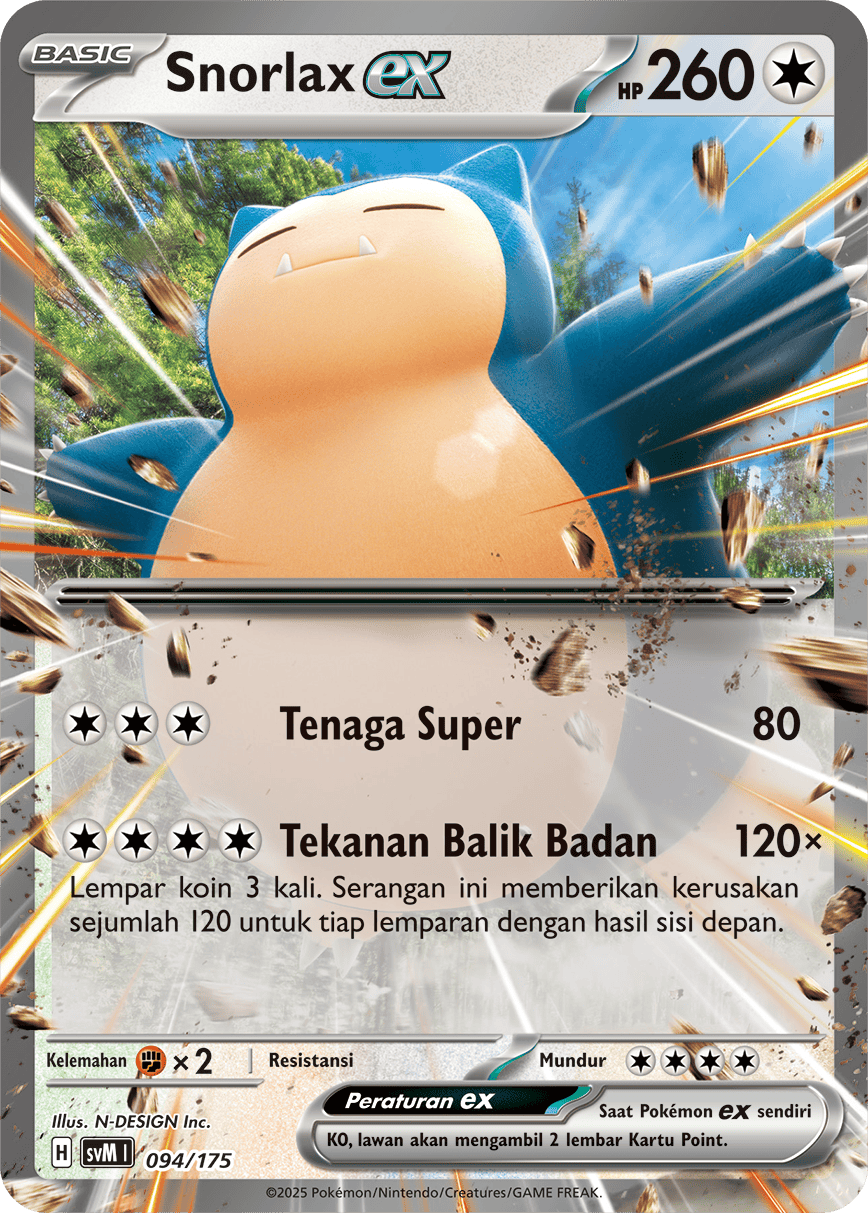 BASIC
Snorlax ex
HP 260
Tenaga Super 80
Tekanan Balik Badan 120×
Lempar koin 3 kali. Serangan ini memberikan kerusakan
sejumlah 120 untuk tiap lemparan dengan hasil sisi depan.
Kelemahan ×2 Resistansi Mundur
Peraturan ex Saat Pokémon ex sendiri
KO, lawan akan mengambil 2 lembar Kartu Point.
Illus. N-DESIGN Inc.
H svM I 094/175
©2025 Pokémon/Nintendo/Creatures/GAME FREAK.